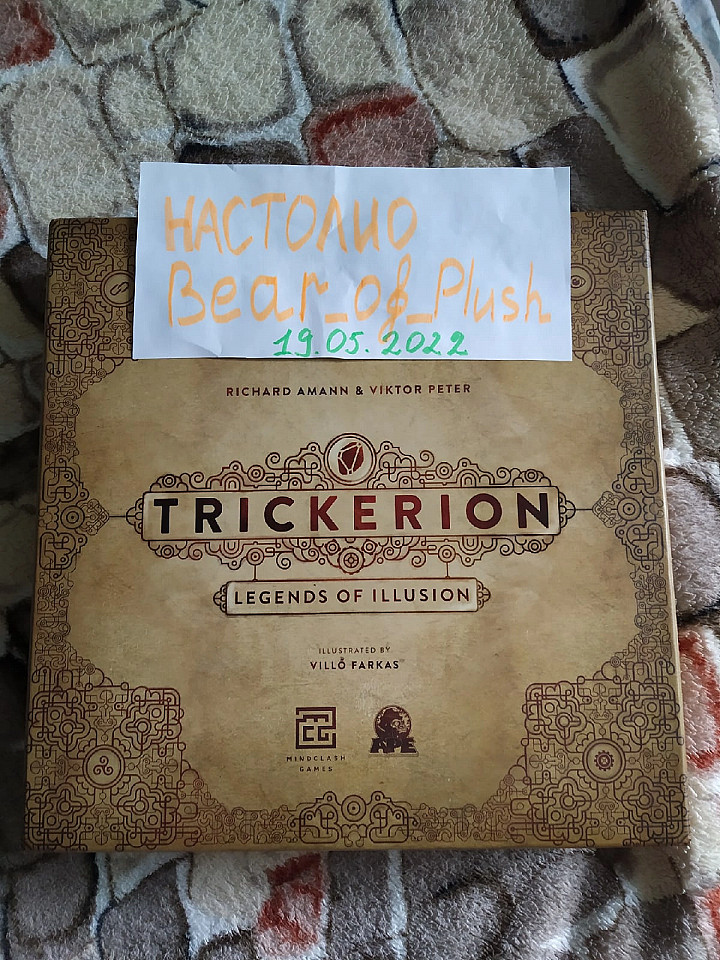 НАСТОЛИО
Bear_of_Plush
19.05.2022
RICHARD AMANN & VIKTOR PETER
TRICKERION
LEGENDS OF ILLUSION
ILLUSTRATED BY
VILLŐ FARKAS
MINDCLASH
GAMES
APE